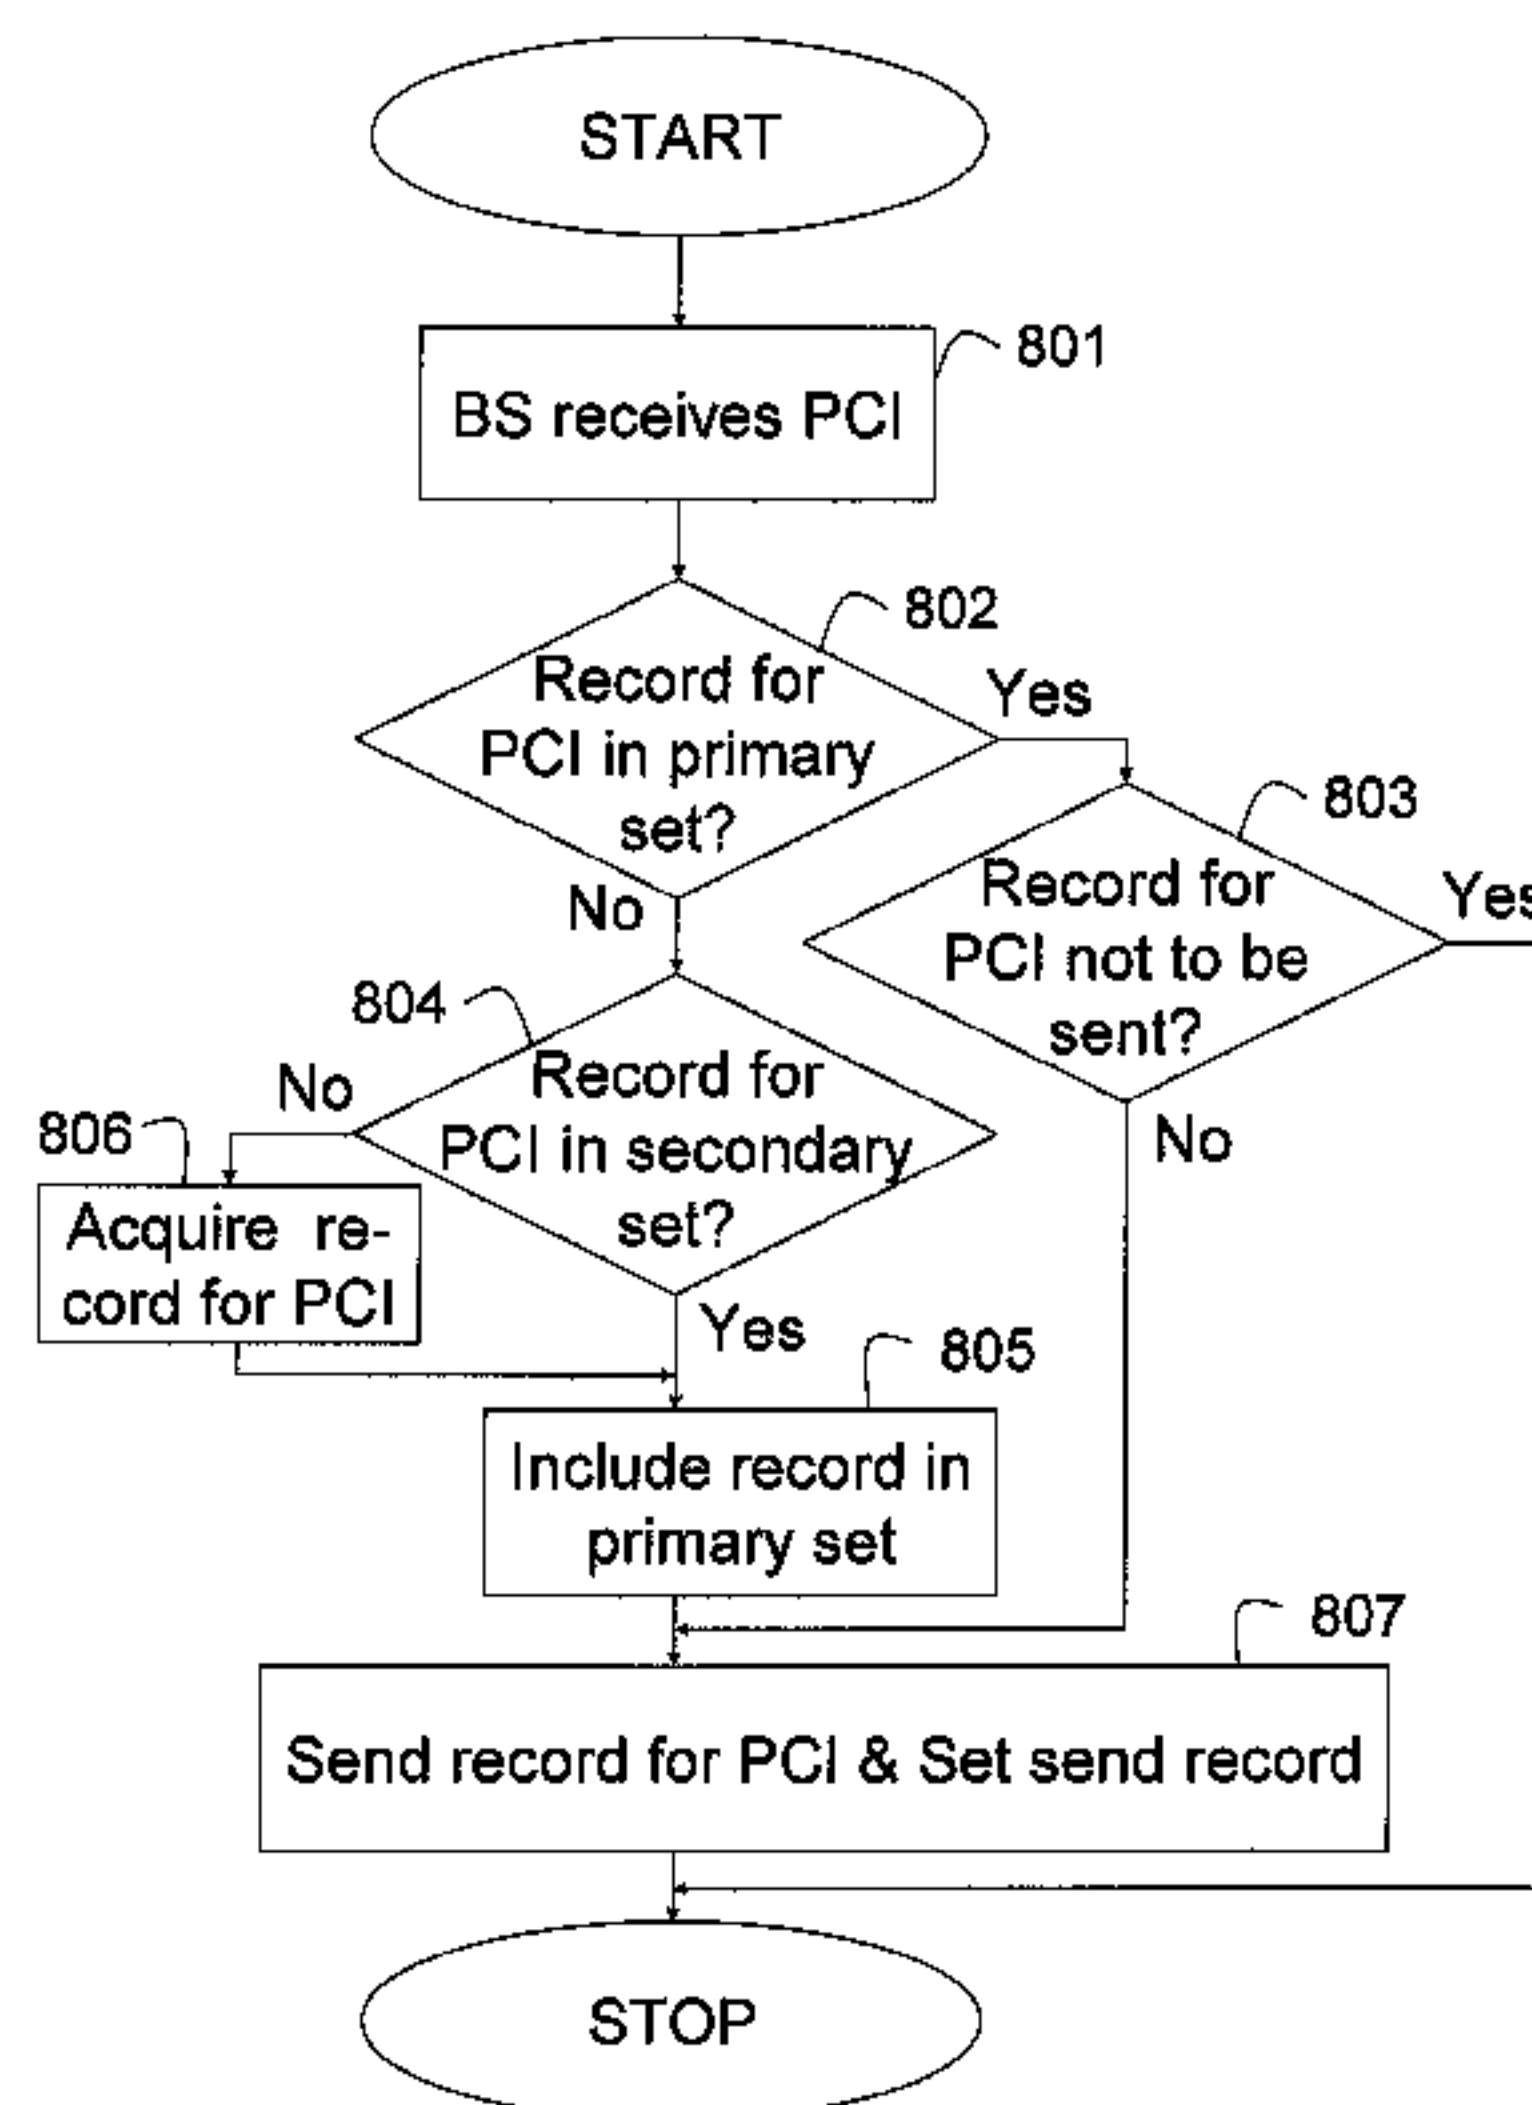 START
801
BS receives PCI
802
Record for
PCI in primary
set?
Yes
803
Record for
PCI not to be
sent?
Yes
No
804
Record for
PCI in secondary
set?
No
No
806
Acquire re-
cord for PCI
Yes
805
Include record in
primary set
807
Send record for PCI & Set send record
STOP